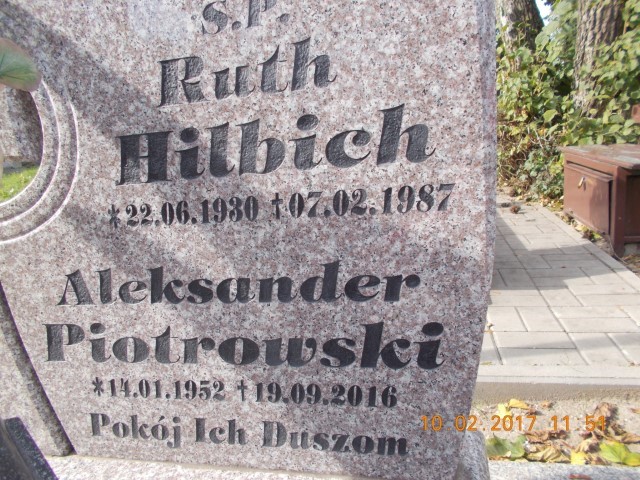 Ś.P.
Ruth
Hilbich
*22.06.1930 †07.02.1987
Aleksander
Piotrowski
*14.01.1952 †19.09.2016
Pokój Ich Duszom
10.02.2017 11:51